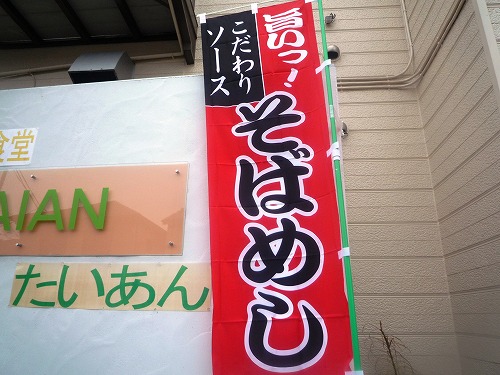 旨いっ!
こだわり
ソース
そばめし
食堂
AIAN
たいあん